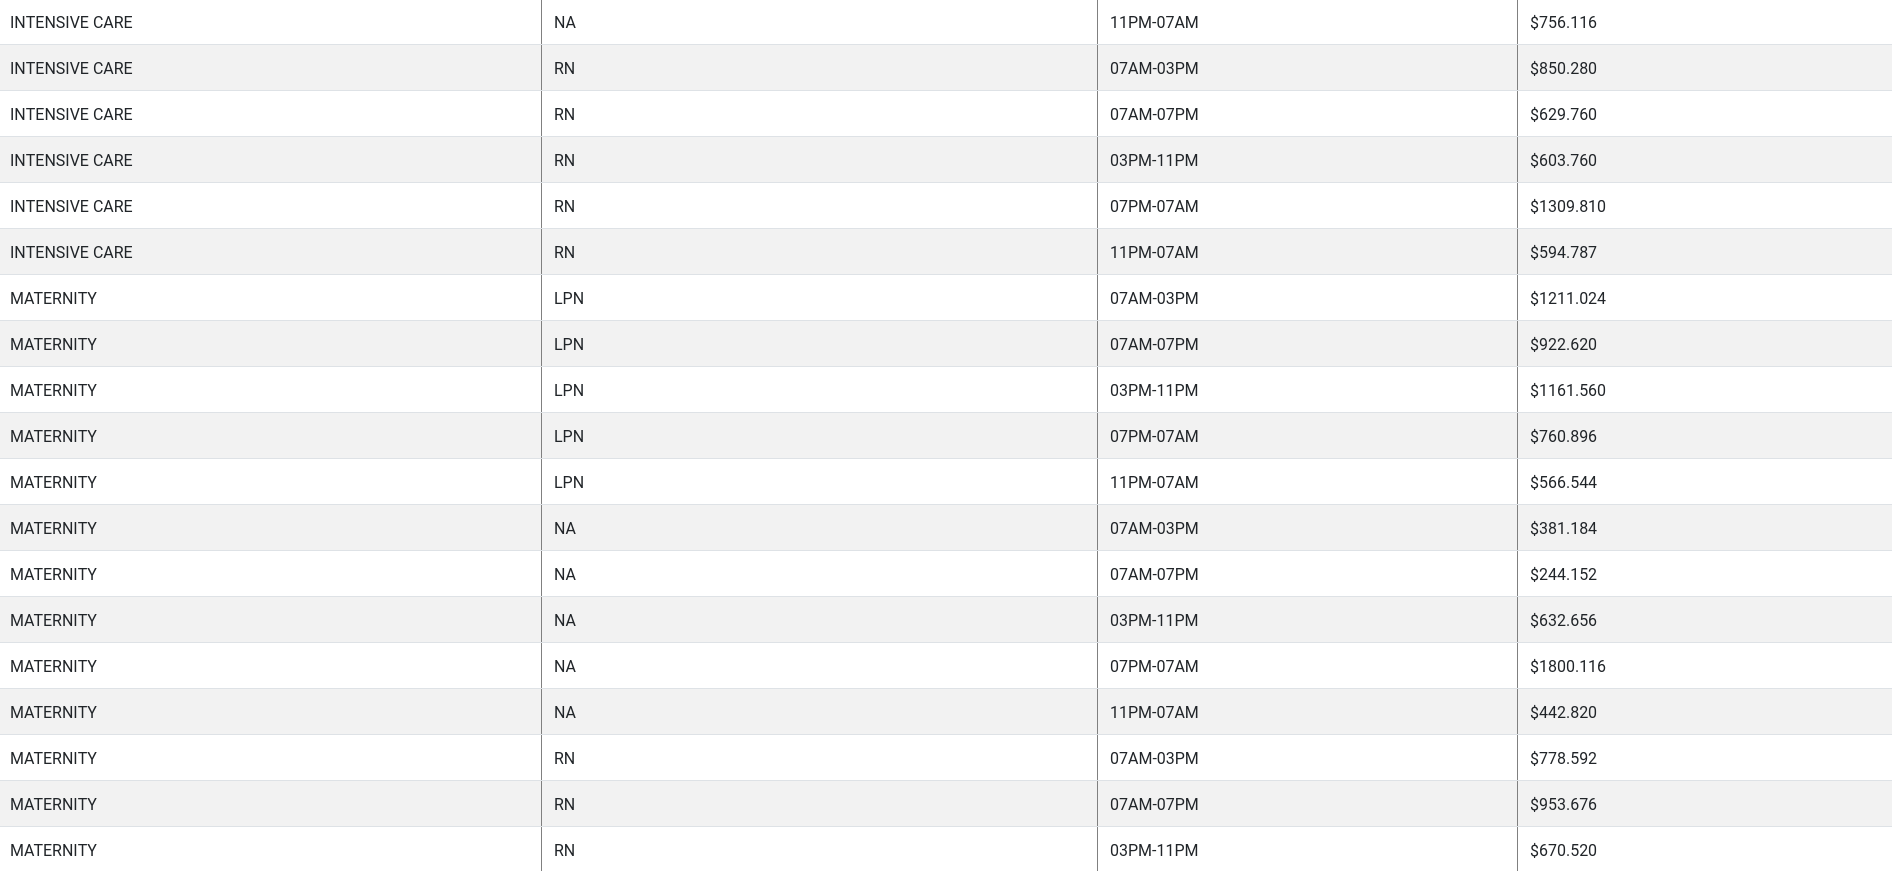 INTENSIVE CARE NA 11PM-07AM $756.116
INTENSIVE CARE RN 07AM-03PM $850.280
INTENSIVE CARE RN 07AM-07PM $629.760
INTENSIVE CARE RN 03PM-11PM $603.760
INTENSIVE CARE RN 07PM-07AM $1309.810
INTENSIVE CARE RN 11PM-07AM $594.787
MATERNITY LPN 07AM-03PM $1211.024
MATERNITY LPN 07AM-07PM $922.620
MATERNITY LPN 03PM-11PM $1161.560
MATERNITY LPN 07PM-07AM $760.896
MATERNITY LPN 11PM-07AM $566.544
MATERNITY NA 07AM-03PM $381.184
MATERNITY NA 07AM-07PM $244.152
MATERNITY NA 03PM-11PM $632.656
MATERNITY NA 07PM-07AM $1800.116
MATERNITY NA 11PM-07AM $442.820
MATERNITY RN 07AM-03PM $778.592
MATERNITY RN 07AM-07PM $953.676
MATERNITY RN 03PM-11PM $670.520